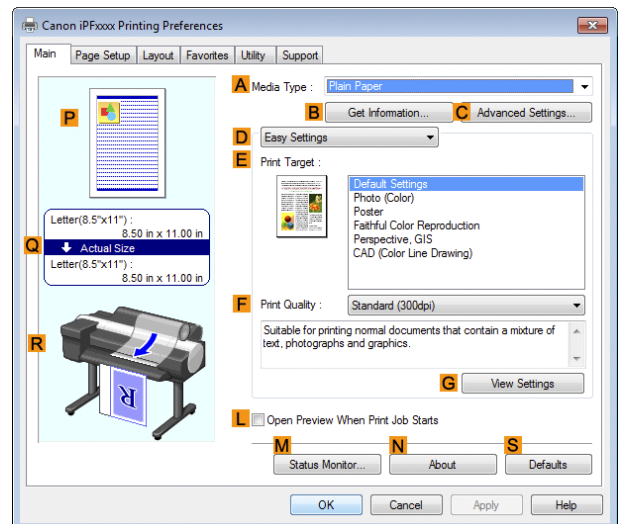 Canon iPFxxxx Printing Preferences
Main Page Setup Layout Favorites Utility Support
A Media Type : Plain Paper
B Get Information... C Advanced Settings...
D Easy Settings
E Print Target :
Default Settings
Photo (Color)
Poster
Faithful Color Reproduction
Perspective, GIS
CAD (Color Line Drawing)
F Print Quality : Standard (300dpi)
Suitable for printing normal documents that contain a mixture of
text, photographs and graphics.
G View Settings
P
Q
Letter(8.5"x11") :
8.50 in x 11.00 in
Actual Size
Letter(8.5"x11") :
8.50 in x 11.00 in
R
R
L Open Preview When Print Job Starts
M N S
Status Monitor... About Defaults
OK Cancel Apply Help